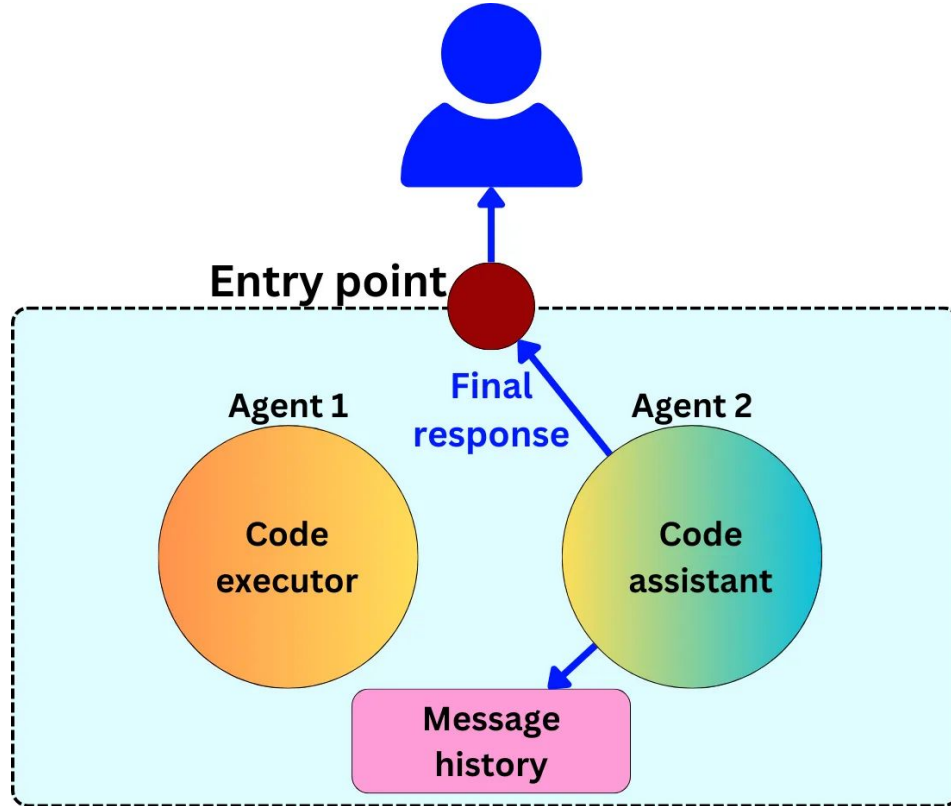 Entry point
Final
response
Agent 1
Agent 2
Code
executor
Code
assistant
Message
history